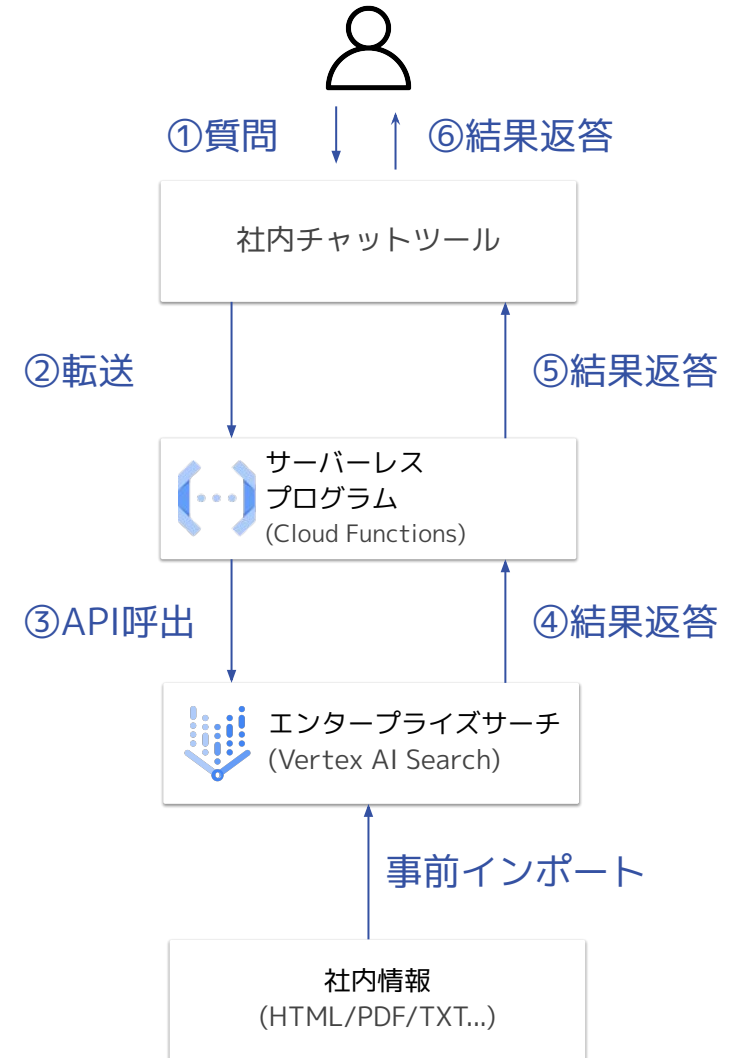 ①質問
⑥結果返答
社内チャットツール
②転送
⑤結果返答
サーバーレス
プログラム
(Cloud Functions)
③API呼出
④結果返答
エンタープライズサーチ
(Vertex AI Search)
事前インポート
社内情報
(HTML/PDF/TXT...)